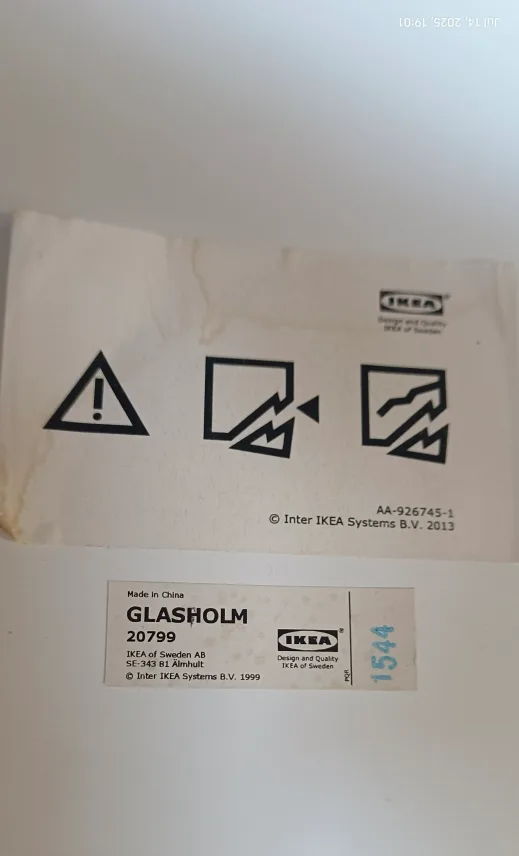 Jul 14, 2025, 19:01
IKEA®
Design and Quality
IKEA of Sweden
!
AA-926745-1
© Inter IKEA Systems B.V. 2013
Made in China
GLASHOLM
20799
IKEA of Sweden AB
SE-343 81 Älmhult
© Inter IKEA Systems B.V. 1999
IKEA®
Design and Quality
IKEA of Sweden
PQR
1544